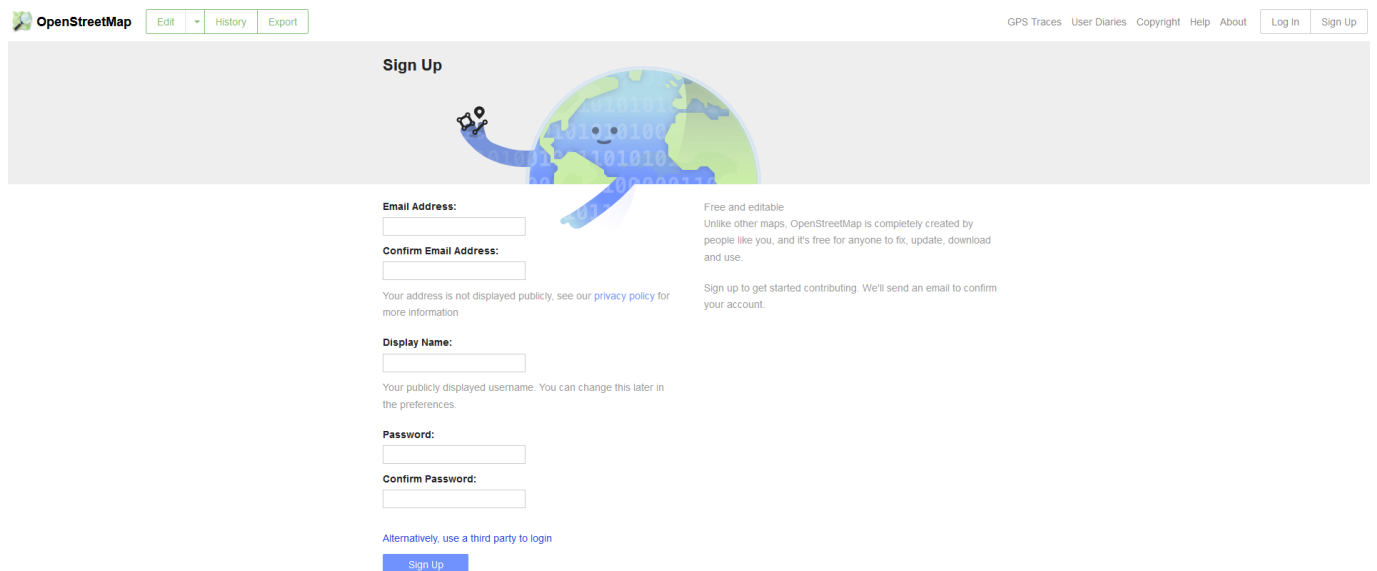 OpenStreetMap
Edit
History
Export
GPS Traces
User Diaries
Copyright
Help
About
Log In
Sign Up
Sign Up
Email Address:
Confirm Email Address:
Your address is not displayed publicly, see our privacy policy for
more information
Display Name:
Your publicly displayed username. You can change this later in
the preferences.
Password:
Confirm Password:
Alternatively, use a third party to login
Sign Up
Free and editable
Unlike other maps, OpenStreetMap is completely created by
people like you, and it's free for anyone to fix, update, download
and use.
Sign up to get started contributing. We'll send an email to confirm
your account.